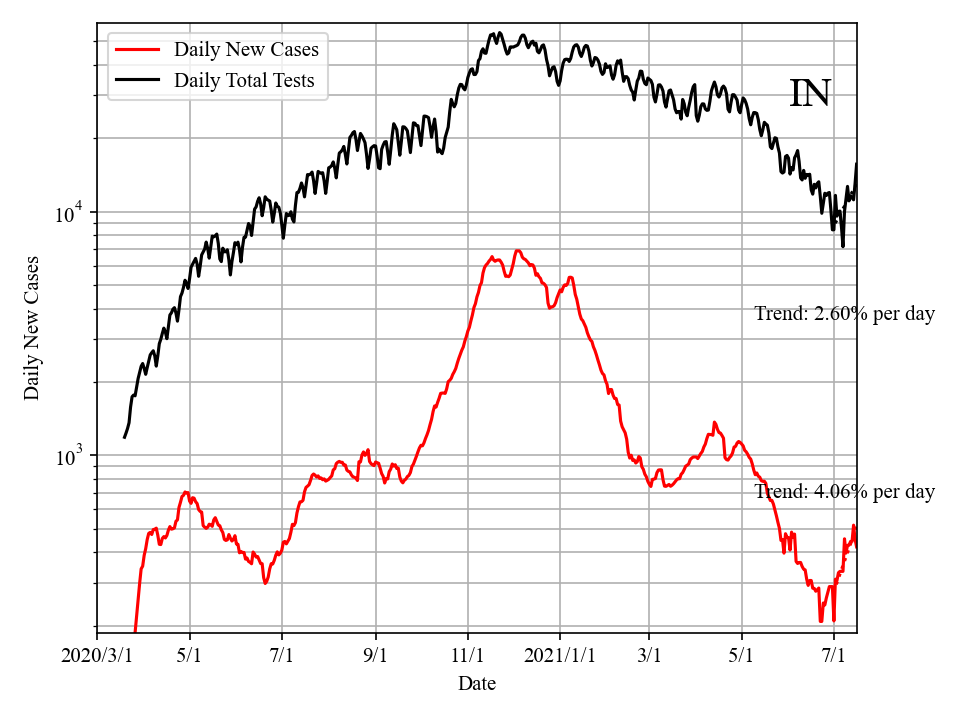 Daily New Cases
Daily Total Tests
IN
10^4
10^3
Trend: 2.60% per day
Trend: 4.06% per day
Daily New Cases
2020/3/1 5/1 7/1 9/1 11/1 2021/1/1 3/1 5/1 7/1
Date